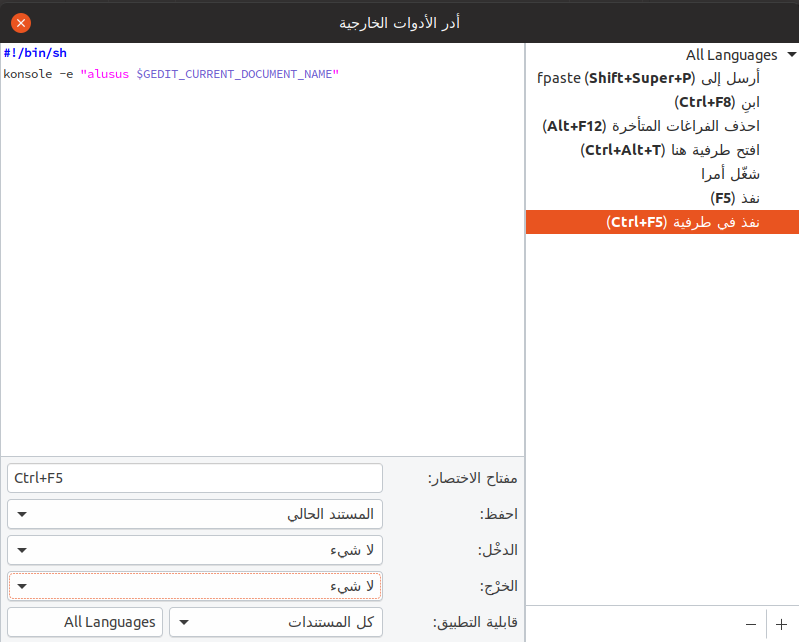 أدر الأدوات الخارجية
#!/bin/sh
konsole -e "alusus $GEDIT_CURRENT_DOCUMENT_NAME"
All Languages
أرسل إلى fpaste (Shift+Super+P)
ابنِ (Ctrl+F8)
احذف الفراغات المتأخرة (Alt+F12)
افتح طرفية هنا (Ctrl+Alt+T)
شغّل أمرا
نفذ (F5)
نفذ في طرفية (Ctrl+F5)
مفتاح الاختصار: Ctrl+F5
احفظ: المستند الحالي
الدخْل: لا شيء
الخرْج: لا شيء
قابلية التطبيق: كل المستندات All Languages